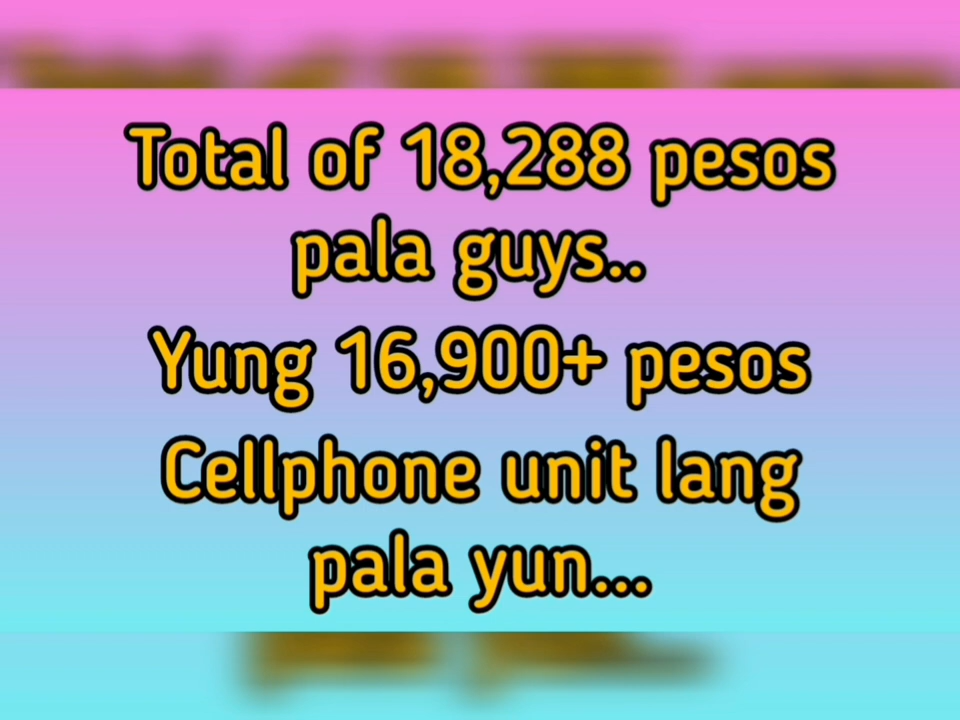 Total of 18,288 pesos
pala guys..
Yung 16,900+ pesos
Cellphone unit lang
pala yun...